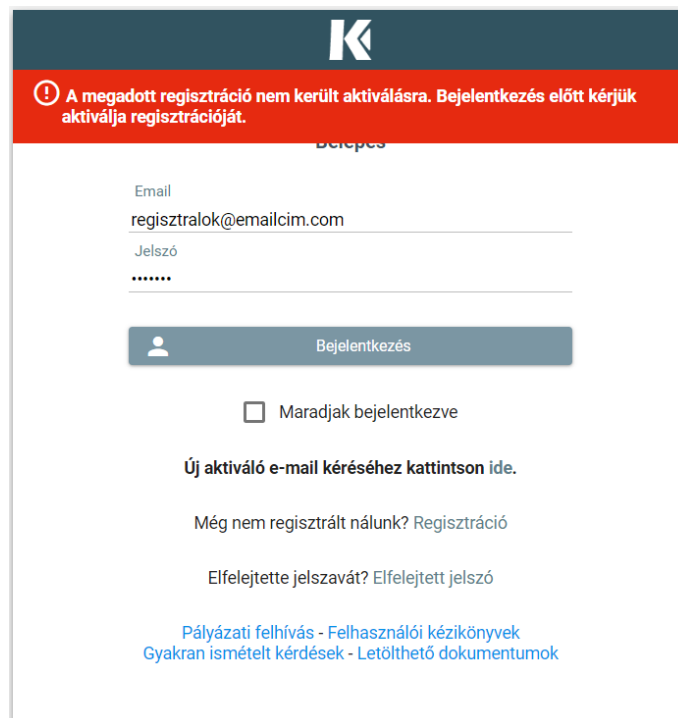 A megadott regisztráció nem került aktiválásra. Bejelentkezés előtt kérjük
aktiválja regisztrációját.
Belépés
Email
regisztralok@emailcim.com
Jelszó
•••••••
Bejelentkezés
Maradjak bejelentkezve
Új aktiváló e-mail kéréséhez kattintson ide.
Még nem regisztrált nálunk? Regisztráció
Elfelejtette jelszavát? Elfelejtett jelszó
Pályázati felhívás - Felhasználói kézikönyvek
Gyakran ismételt kérdések - Letölthető dokumentumok